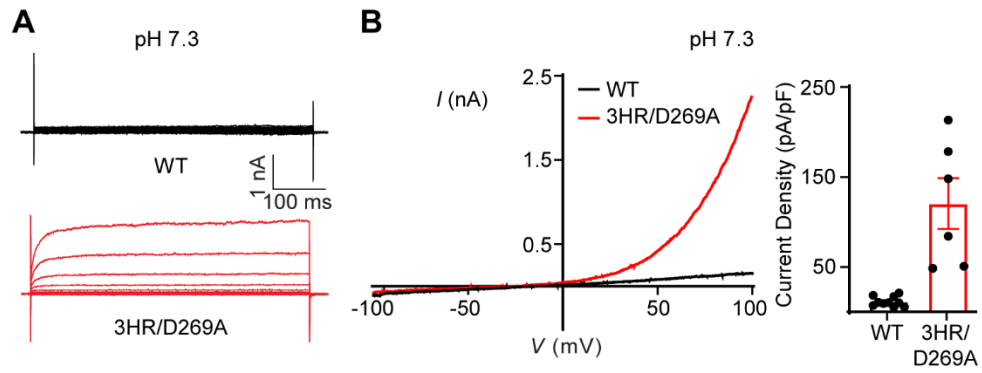 A
pH 7.3
WT
1 nA
100 ms
3HR/D269A
B
pH 7.3
I (nA)
WT
3HR/D269A
2.5
1.5
0.5
-100
-50
50
100
V (mV)
Current Density (pA/pF)
250
150
50
WT
3HR/
D269A